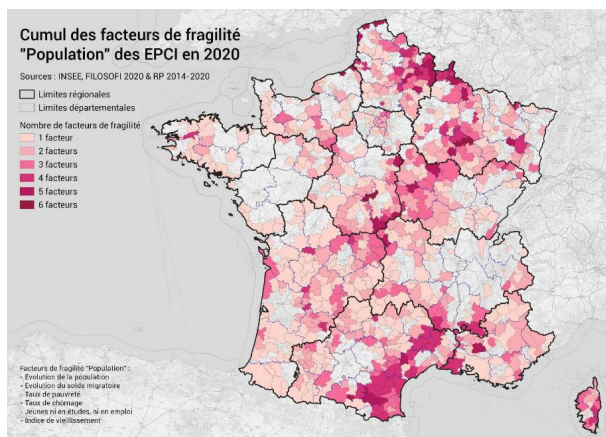 Cumul des facteurs de fragilité
"Population" des EPCI en 2020
Sources : INSEE, FILOSOFI 2020 & RP 2014-2020
Limites régionales
Limites départementales
Nombre de facteurs de fragilité
1 facteur
2 facteurs
3 facteurs
4 facteurs
5 facteurs
6 facteurs
Facteurs de fragilité "Population" :
- Evolution de la population
- Evolution du solde migratoire
- Taux de pauvreté
- Taux de chômage
- Jeunes ni en études, ni en emploi
- Indice de vieillissement